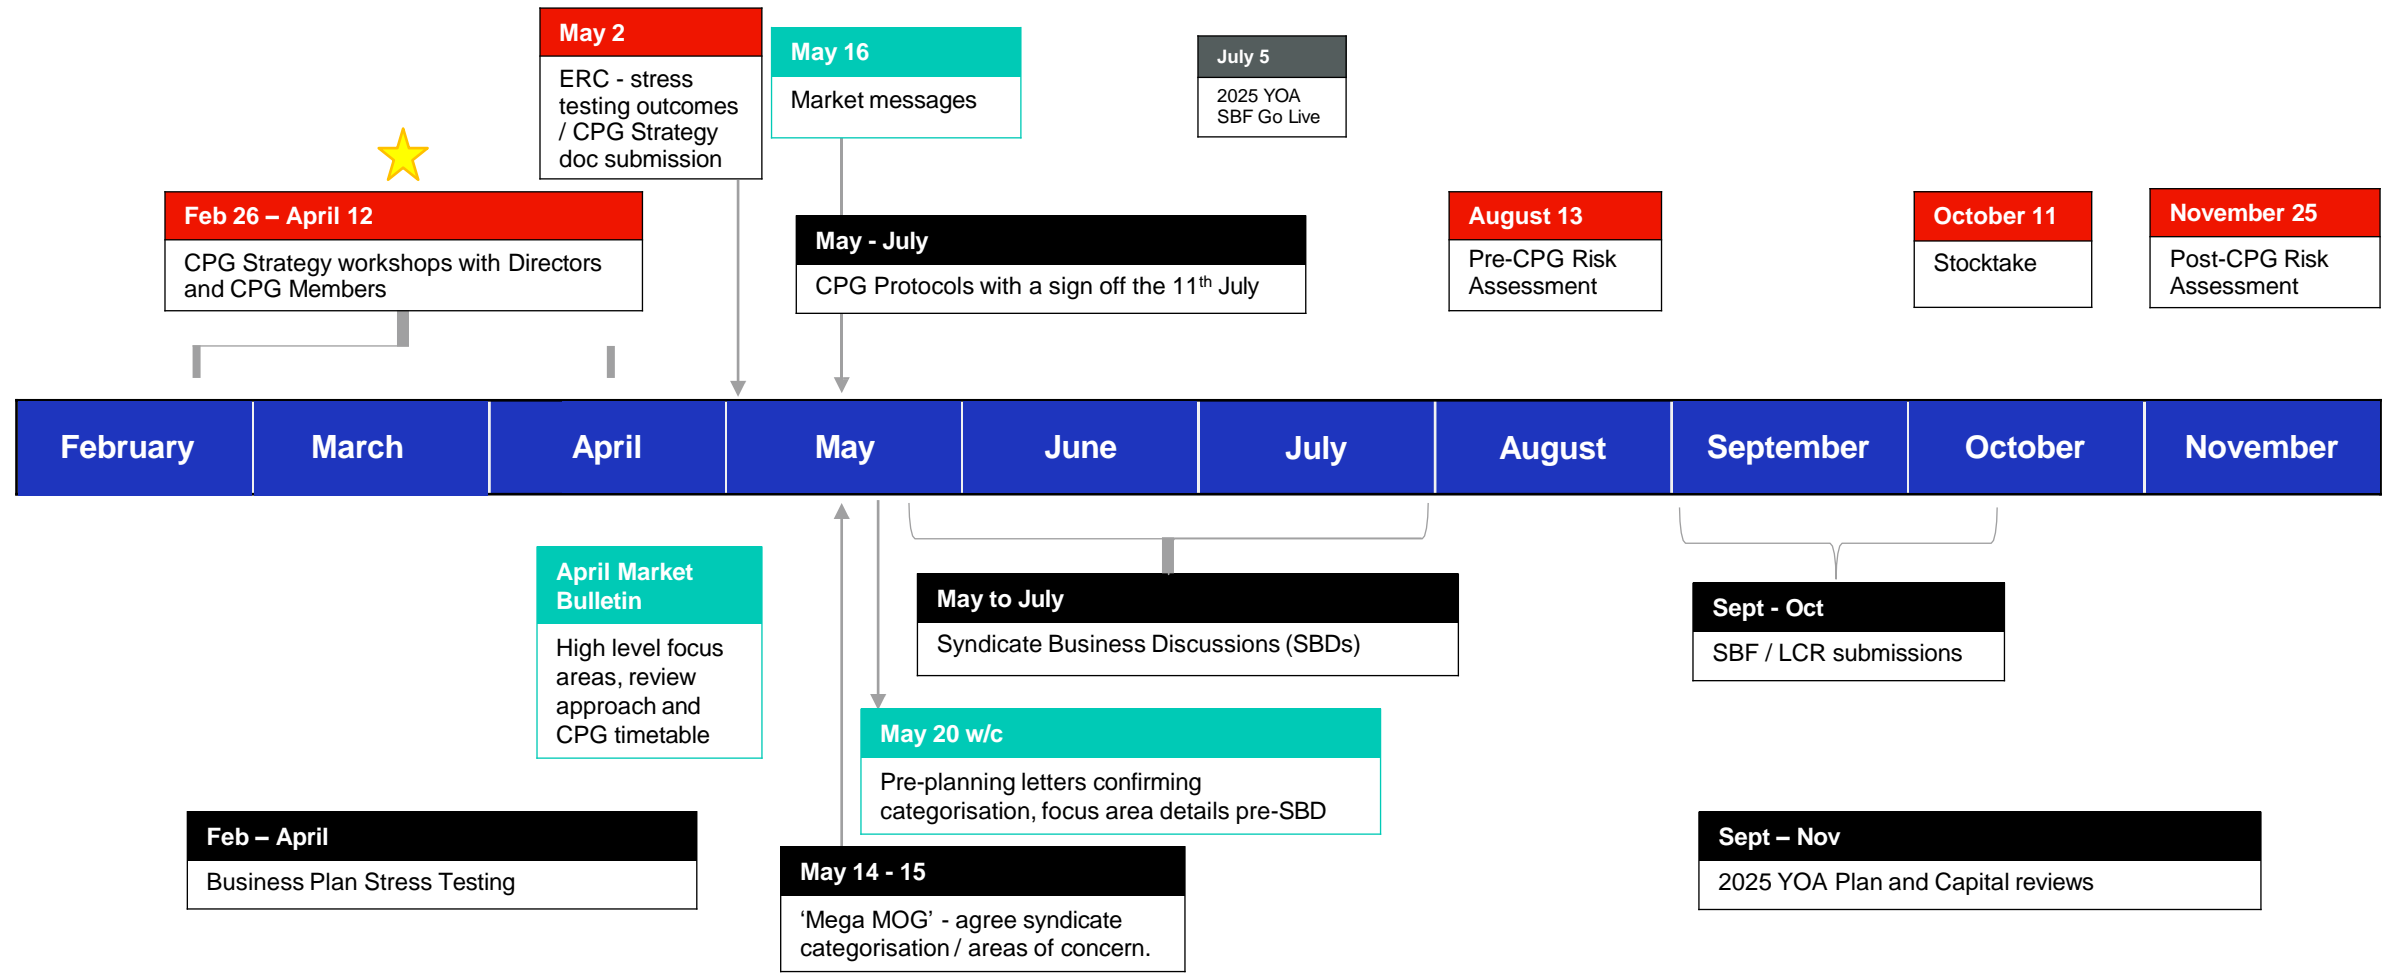 May 2
ERC - stress
testing outcomes
/ CPG Strategy
doc submission
May 16
Market messages
July 5
2025 YOA
SBF Go Live
Feb 26 – April 12
CPG Strategy workshops with Directors
and CPG Members
May - July
CPG Protocols with a sign off the 11th July
August 13
Pre-CPG Risk
Assessment
October 11
Stocktake
November 25
Post-CPG Risk
Assessment
February
March
April
May
June
July
August
September
October
November
April Market
Bulletin
High level focus
areas, review
approach and
CPG timetable
May to July
Syndicate Business Discussions (SBDs)
Sept - Oct
SBF / LCR submissions
May 20 w/c
Pre-planning letters confirming
categorisation, focus area details pre-SBD
Feb – April
Business Plan Stress Testing
May 14 - 15
‘Mega MOG’ - agree syndicate
categorisation / areas of concern.
Sept – Nov
2025 YOA Plan and Capital reviews